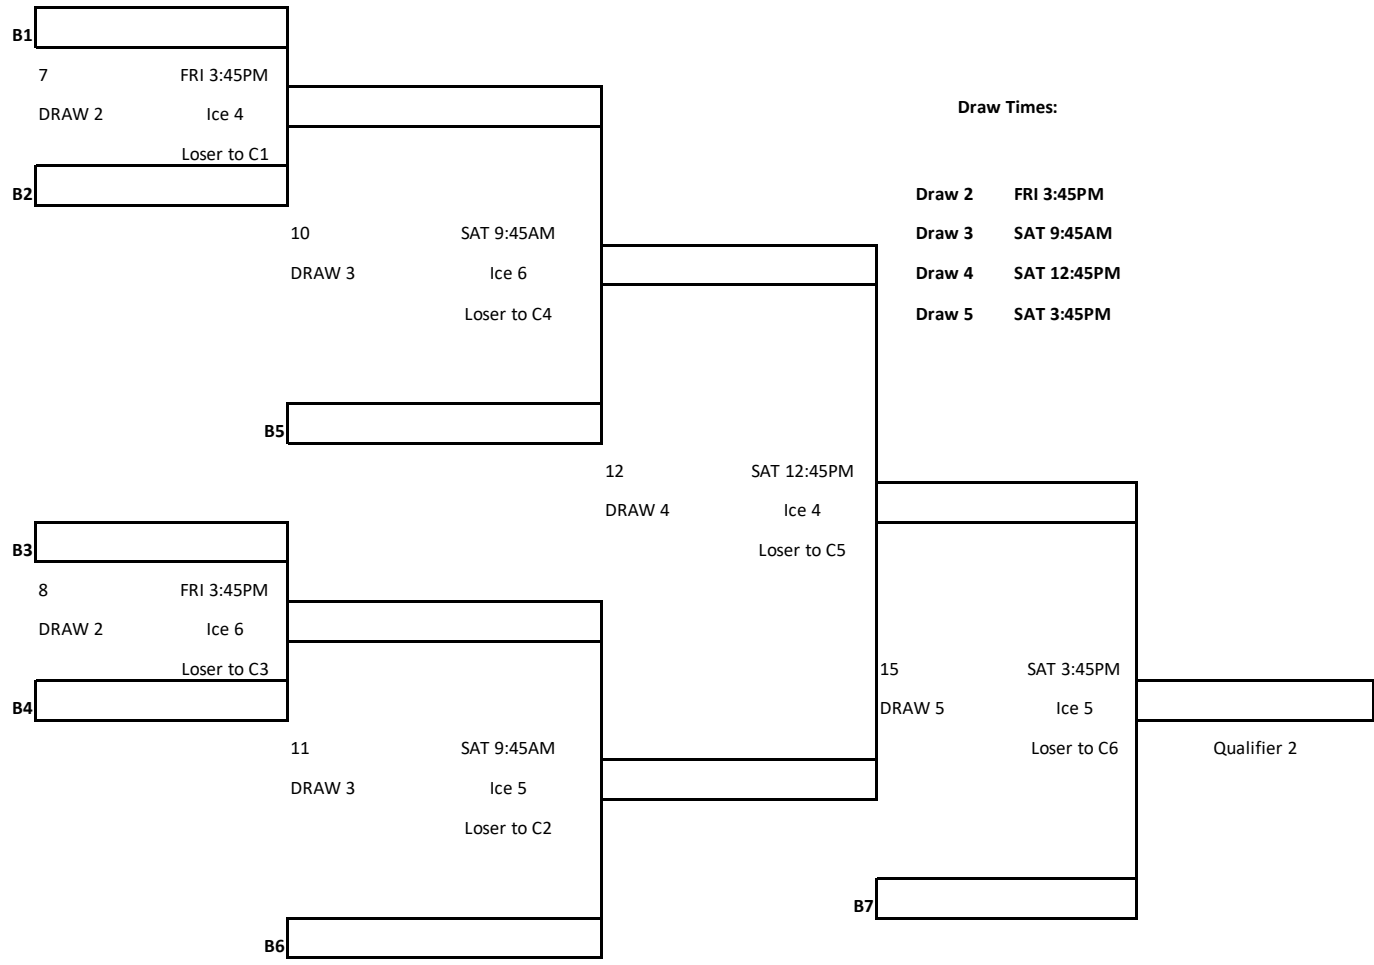 B1
7 FRI 3:45PM
DRAW 2 Ice 4
Draw Times:
Loser to C1
B2
Draw 2 FRI 3:45PM
10 SAT 9:45AM
Draw 3 SAT 9:45AM
DRAW 3 Ice 6
Draw 4 SAT 12:45PM
Loser to C4
Draw 5 SAT 3:45PM
B5
12 SAT 12:45PM
DRAW 4 Ice 4
B3
Loser to C5
8 FRI 3:45PM
DRAW 2 Ice 6
Loser to C3
15 SAT 3:45PM
B4
DRAW 5 Ice 5
11 SAT 9:45AM
Loser to C6
Qualifier 2
DRAW 3 Ice 5
Loser to C2
B7
B6